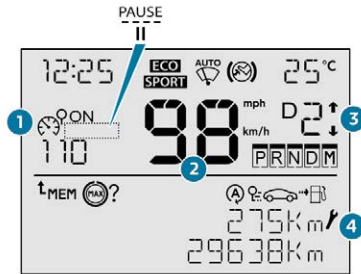 PAUSE
12:25 ECO SPORT AUTO 25°C
1 ON
110
98 mph km/h
D2 3
2 PRNDM
MEM MAX ? A
275Km 4
29638Km